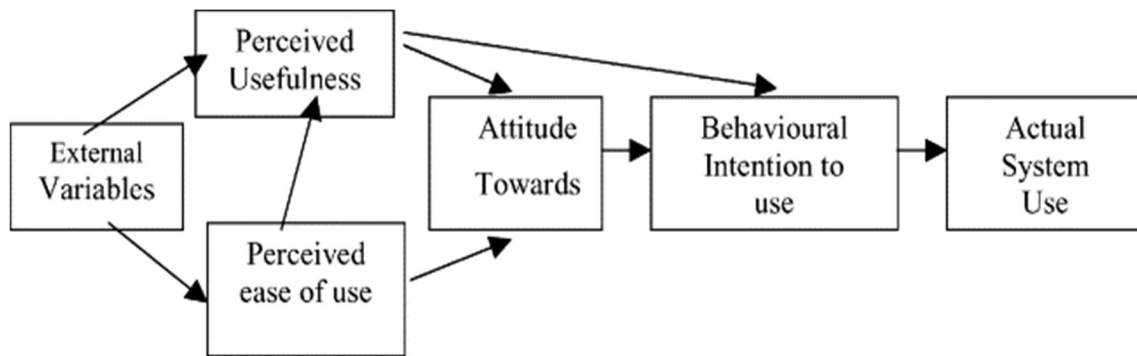 Perceived
Usefulness
External
Variables
Perceived
ease of use
Attitude
Towards
Behavioural
Intention to
use
Actual
System
Use